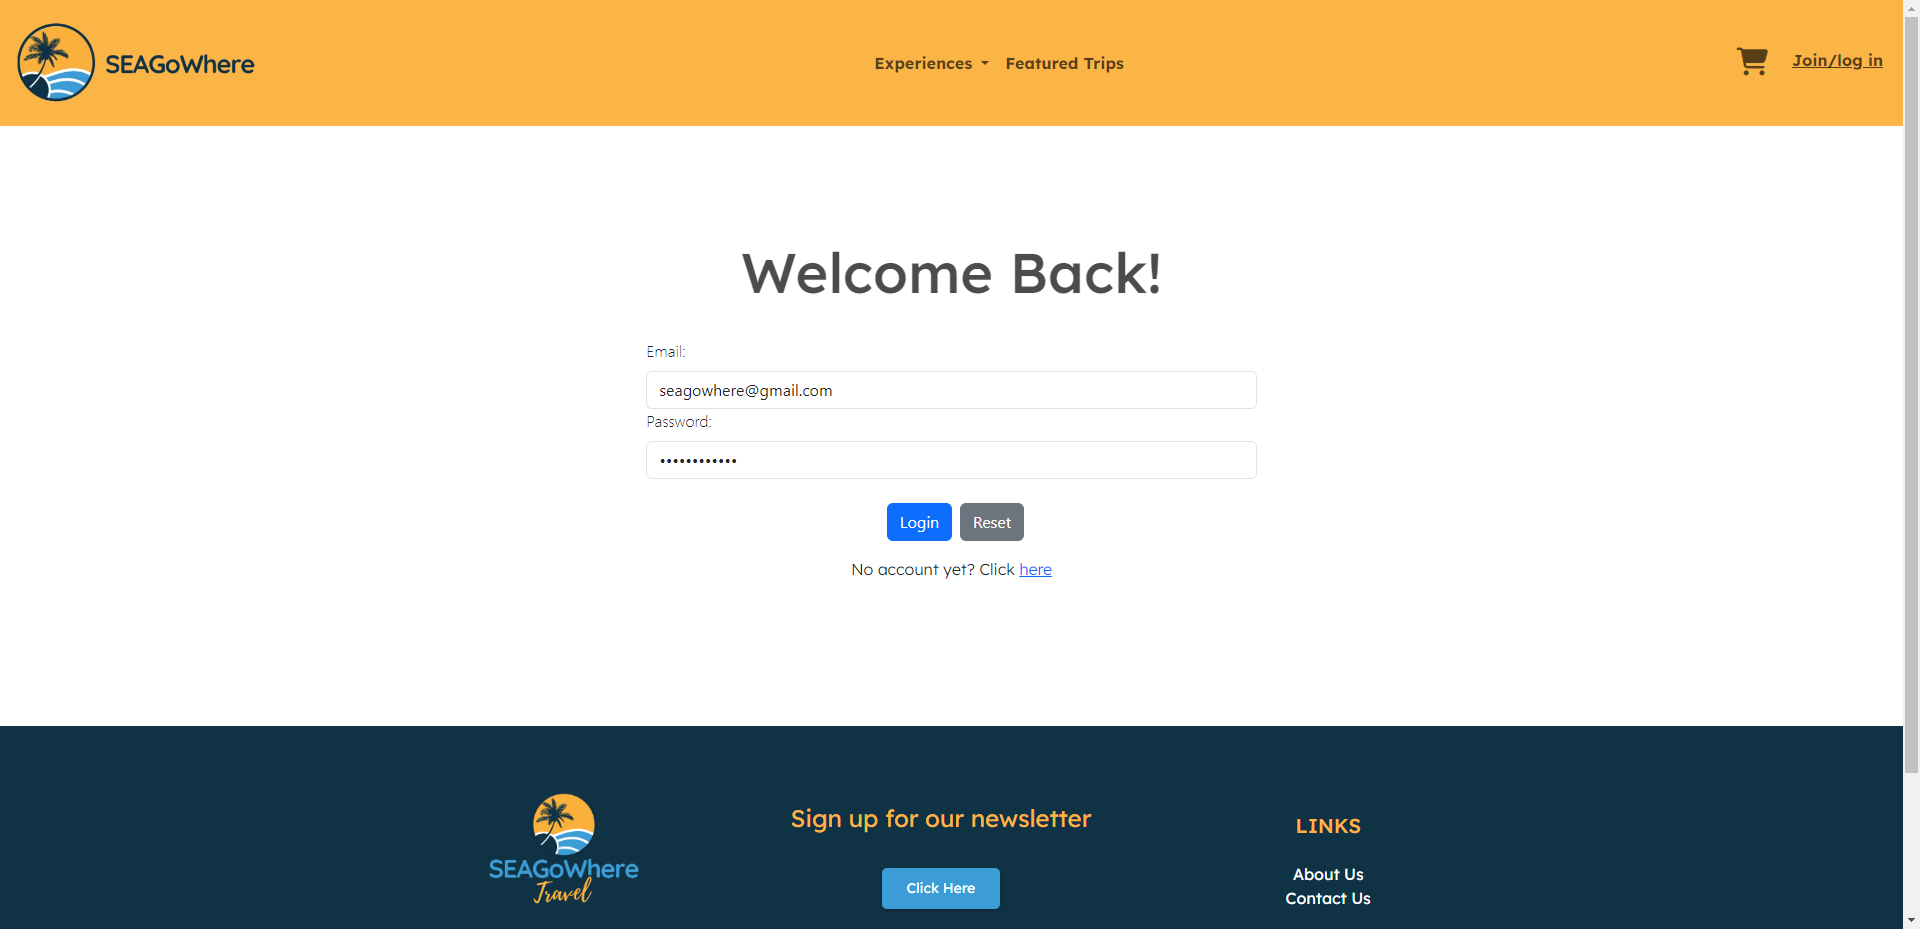 SEAGoWhere
Experiences
Featured Trips
Join/log in
Welcome Back!
Email:
seagowhere@gmail.com
Password:
••••••••••••
Login
Reset
No account yet? Click here
SEAGoWhere
Travel
Sign up for our newsletter
Click Here
LINKS
About Us
Contact Us